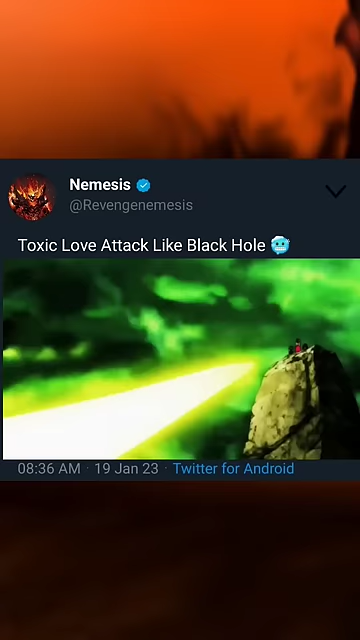 Nemesis
@Revengenemesis
Toxic Love Attack Like Black Hole 🥶
08:36 AM · 19 Jan 23 · Twitter for Android